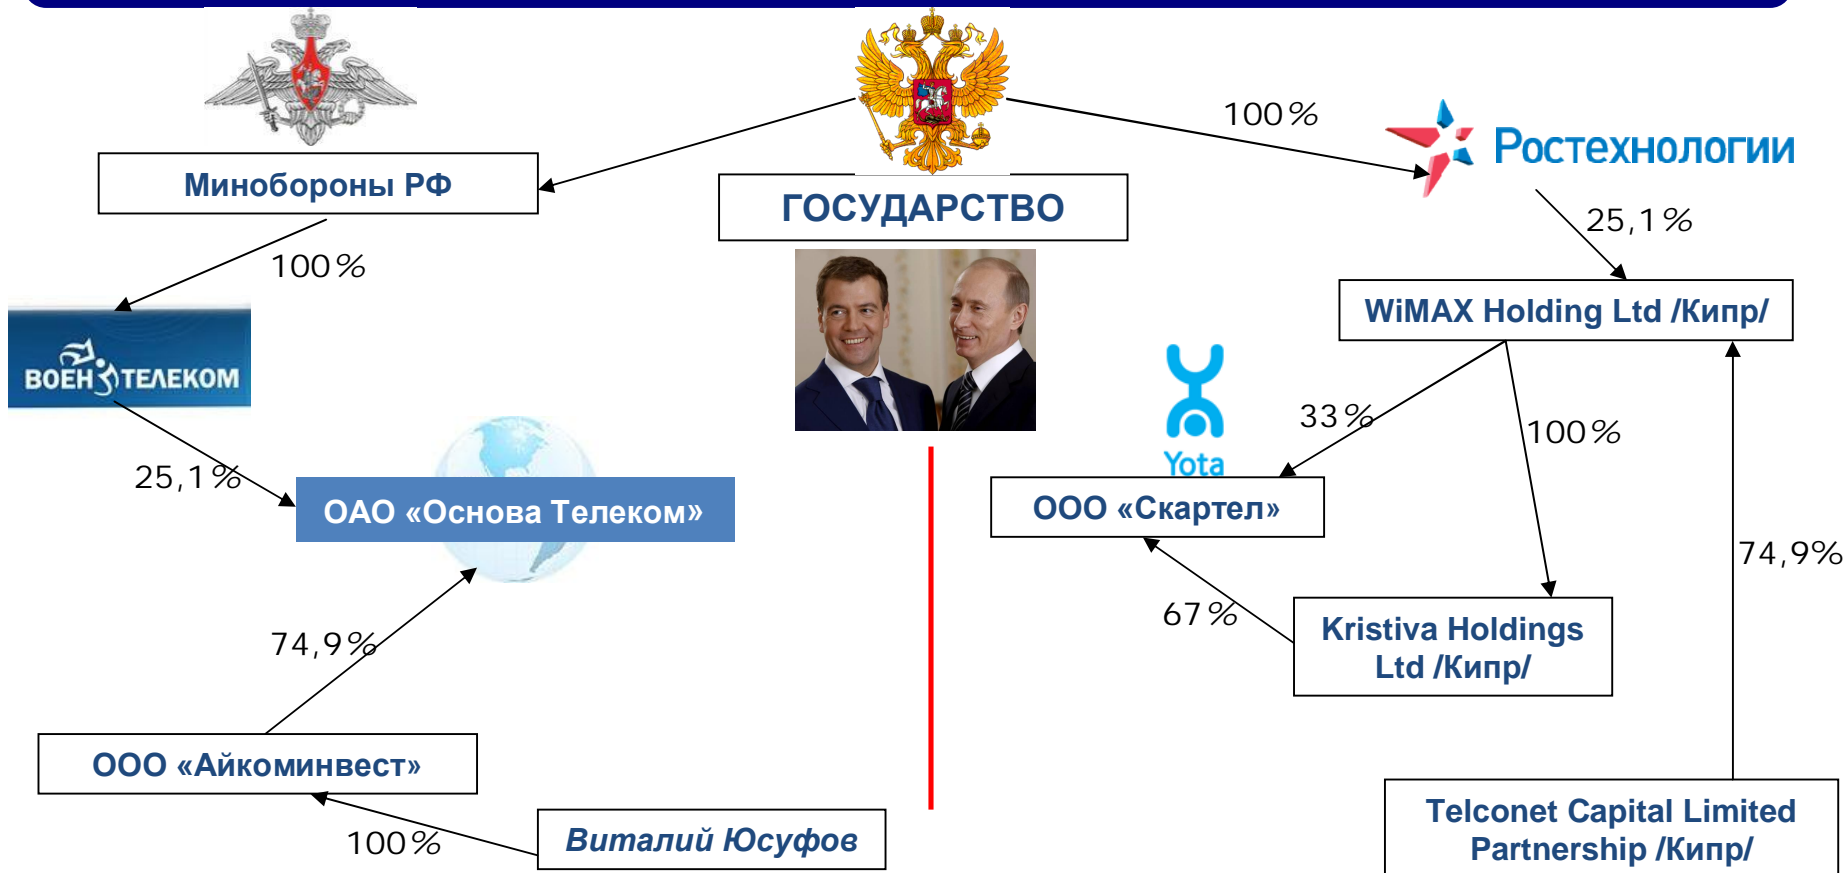 Минобороны РФ
ГОСУДАРСТВО
100%
Ростехнологии
25,1%
100%
WiMAX Holding Ltd /Кипр/
ВОЕНТЕЛЕКОМ
33%
100%
Yota
25,1%
ОАО «Основа Телеком»
ООО «Скартел»
74,9%
67%
Kristiva Holdings
Ltd /Кипр/
74,9%
ООО «Айкоминвест»
100%
Виталий Юсуфов
Telconet Capital Limited
Partnership /Кипр/